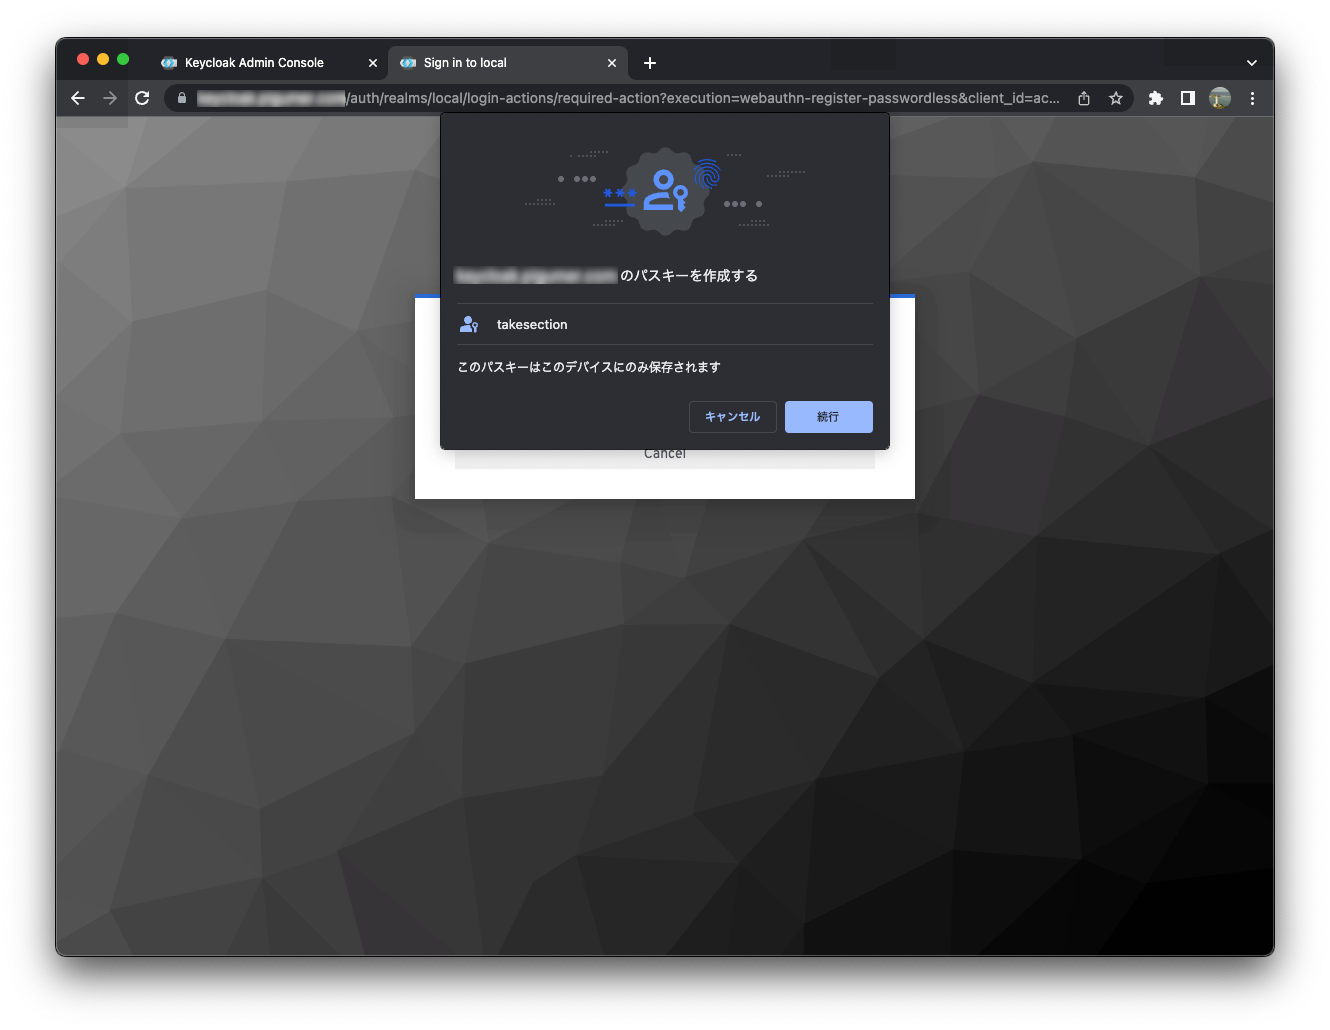 Keycloak Admin Console
Sign in to local
/auth/realms/local/login-actions/required-action?execution=webauthn-register-passwordless&client_id=ac...
***
のパスキーを作成する
takesection
このパスキーはこのデバイスにのみ保存されます
キャンセル
続行
Cancel